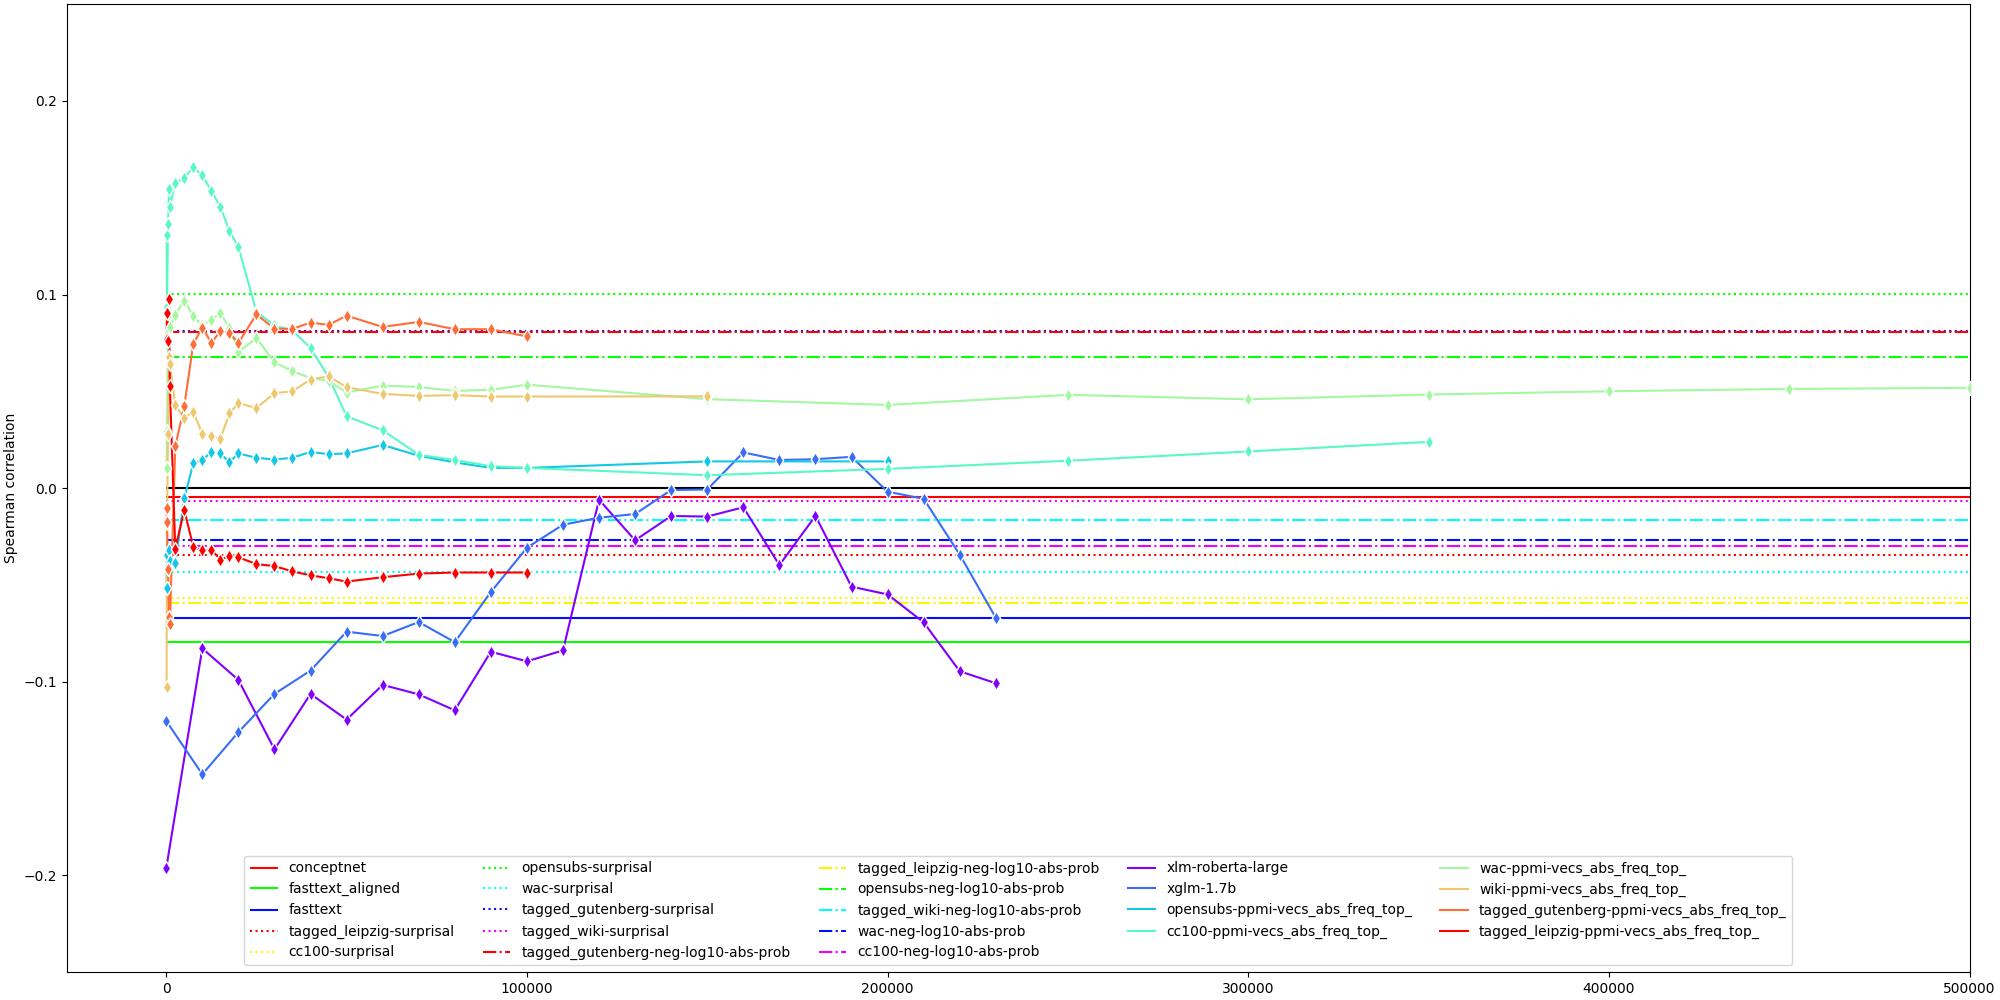 0.2
0.1
0.0
−0.1
−0.2
Spearman correlation
conceptnet
fasttext_aligned
fasttext
tagged_leipzig-surprisal
cc100-surprisal
opensubs-surprisal
wac-surprisal
tagged_gutenberg-surprisal
tagged_wiki-surprisal
tagged_gutenberg-neg-log10-abs-prob
tagged_leipzig-neg-log10-abs-prob
opensubs-neg-log10-abs-prob
tagged_wiki-neg-log10-abs-prob
wac-neg-log10-abs-prob
cc100-neg-log10-abs-prob
xlm-roberta-large
xglm-1.7b
opensubs-ppmi-vecs_abs_freq_top_
cc100-ppmi-vecs_abs_freq_top_
wac-ppmi-vecs_abs_freq_top_
wiki-ppmi-vecs_abs_freq_top_
tagged_gutenberg-ppmi-vecs_abs_freq_top_
tagged_leipzig-ppmi-vecs_abs_freq_top_
0
100000
200000
300000
400000
500000